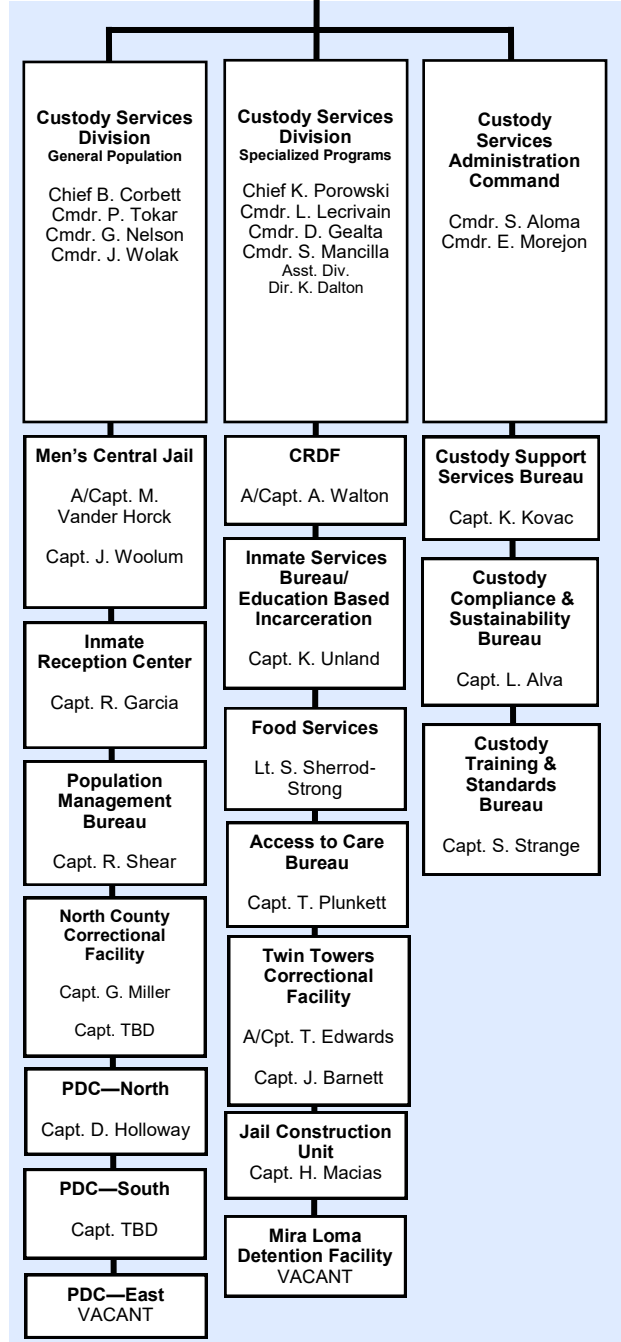 Custody Services
Division
General Population
Chief B. Corbett
Cmdr. P. Tokar
Cmdr. G. Nelson
Cmdr. J. Wolak
Men's Central Jail
A/Capt. M.
Vander Horck
Capt. J. Woolum
Inmate
Reception Center
Capt. R. Garcia
Population
Management
Bureau
Capt. R. Shear
North County
Correctional
Facility
Capt. G. Miller
Capt. TBD
PDC—North
Capt. D. Holloway
PDC—South
Capt. TBD
PDC—East
VACANT
Custody Services
Division
Specialized Programs
Chief K. Porowski
Cmdr. L. Lecrivain
Cmdr. D. Gealta
Cmdr. S. Mancilla
Asst. Div.
Dir. K. Dalton
CRDF
A/Capt. A. Walton
Inmate Services
Bureau/
Education Based
Incarceration
Capt. K. Unland
Food Services
Lt. S. Sherrod-
Strong
Access to Care
Bureau
Capt. T. Plunkett
Twin Towers
Correctional
Facility
A/Cpt. T. Edwards
Capt. J. Barnett
Jail Construction
Unit
Capt. H. Macias
Mira Loma
Detention Facility
VACANT
Custody
Services
Administration
Command
Cmdr. S. Aloma
Cmdr. E. Morejon
Custody Support
Services Bureau
Capt. K. Kovac
Custody
Compliance &
Sustainability
Bureau
Capt. L. Alva
Custody
Training &
Standards
Bureau
Capt. S. Strange